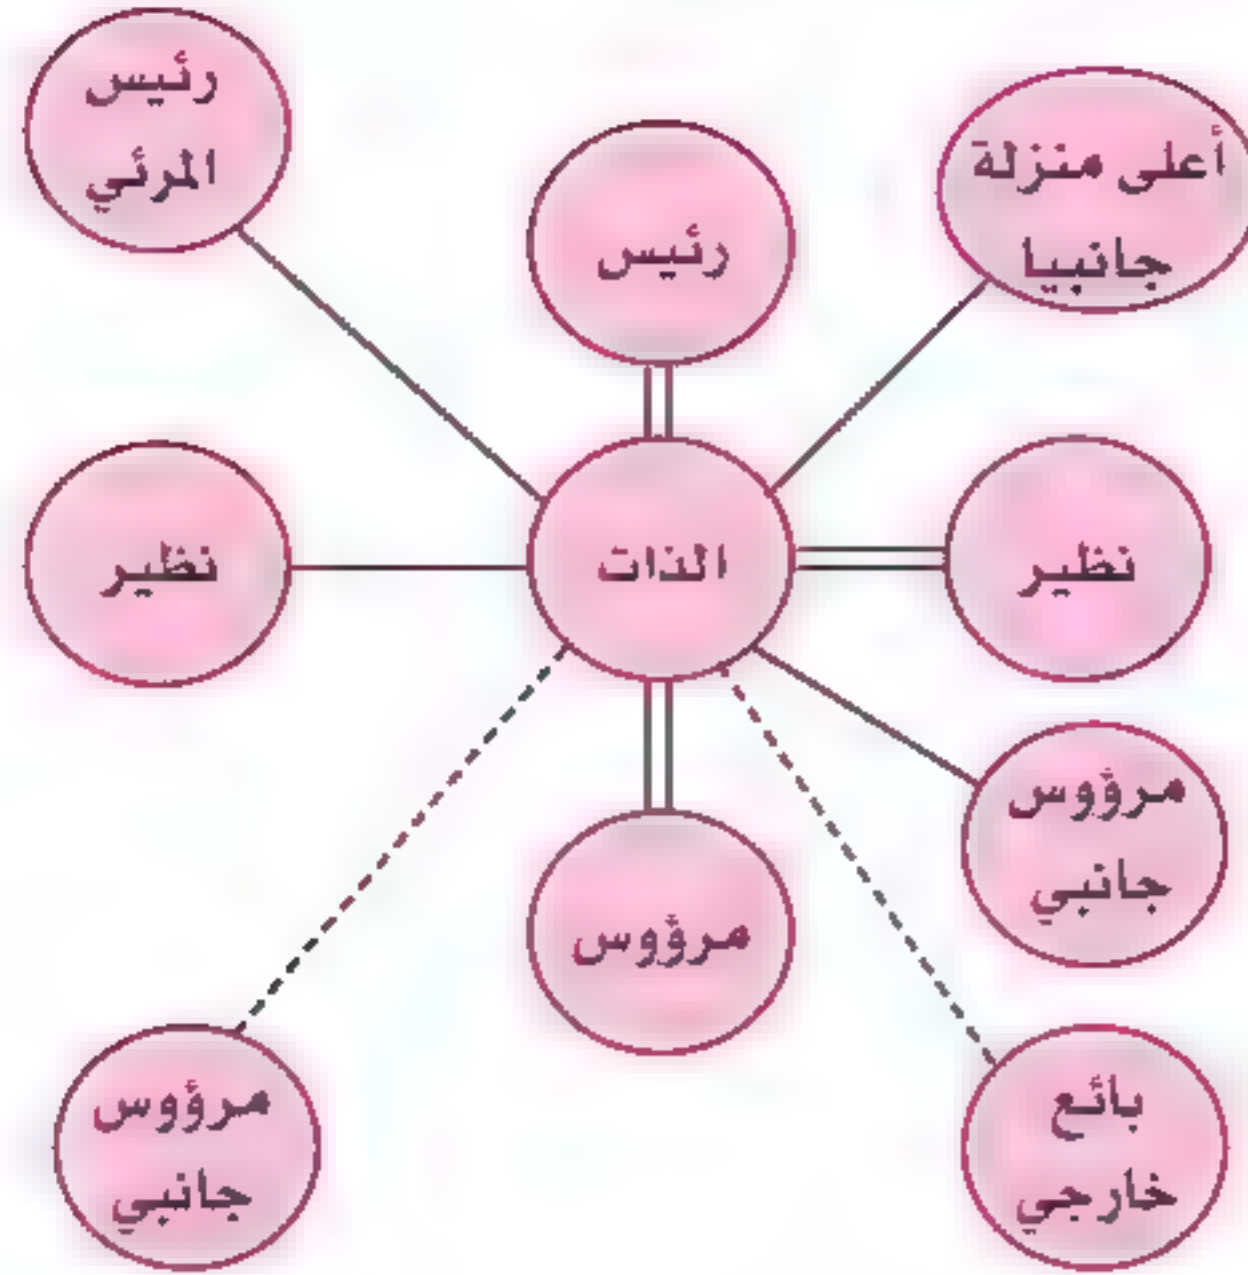 رئيس
المرئي
رئيس
أعلى منزلة
جانبيا
نظير
الذات
نظير
مرؤوس
جانبي
مرؤوس
مرؤوس
جانبي
بائع
خارجي